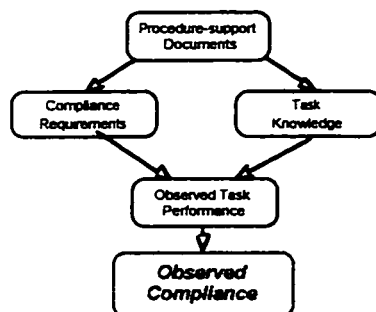 Procedure-support
Documents
Compliance
Requirements
Task
Knowledge
Observed Task
Performance
Observed
Compliance